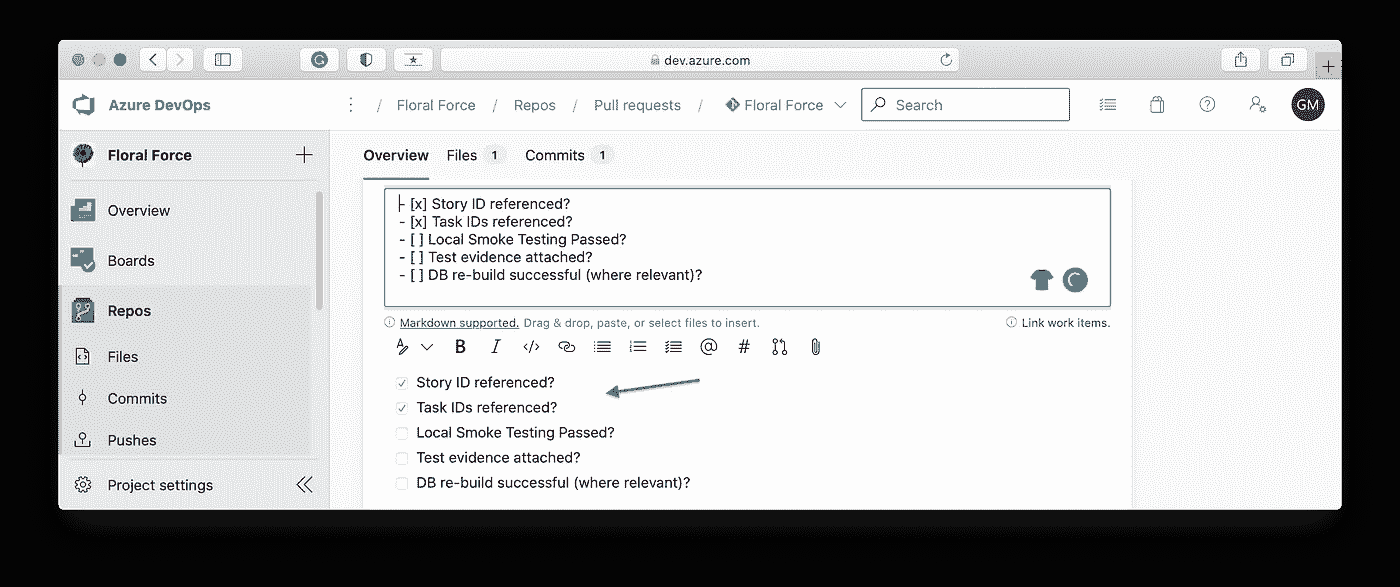 dev.azure.com
Azure DevOps / Floral Force / Repos / Pull requests / Floral Force Search GM
Floral Force
Overview
Boards
Repos
Files
Commits
Pushes
Project settings
Overview Files 1 Commits 1
- [x] Story ID referenced?
- [x] Task IDs referenced?
- [ ] Local Smoke Testing Passed?
- [ ] Test evidence attached?
- [ ] DB re-build successful (where relevant)?
Markdown supported. Drag & drop, paste, or select files to insert. Link work items.
Story ID referenced?
Task IDs referenced?
Local Smoke Testing Passed?
Test evidence attached?
DB re-build successful (where relevant)?